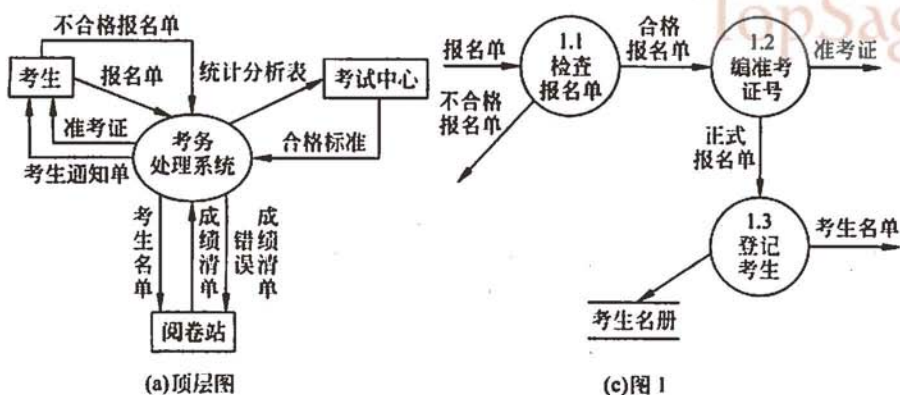 不合格报名单
考生
报名单
准考证
考生通知单
统计分析表
考试中心
合格标准
考务
处理系统
考生名单
成绩清单
错误
成绩清单
阅卷站
(a)顶层图
TopSag
报名单
1.1
检查
报名单
不合格
报名单
合格
报名单
1.2
编准考
证号
准考证
正式
报名单
1.3
登记
考生
考生名单
考生名册
(c)图1